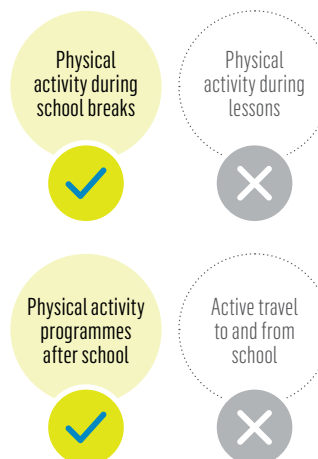 Physical
activity during
school breaks
Physical
activity during
lessons
Physical activity
programmes
after school
Active travel
to and from
school